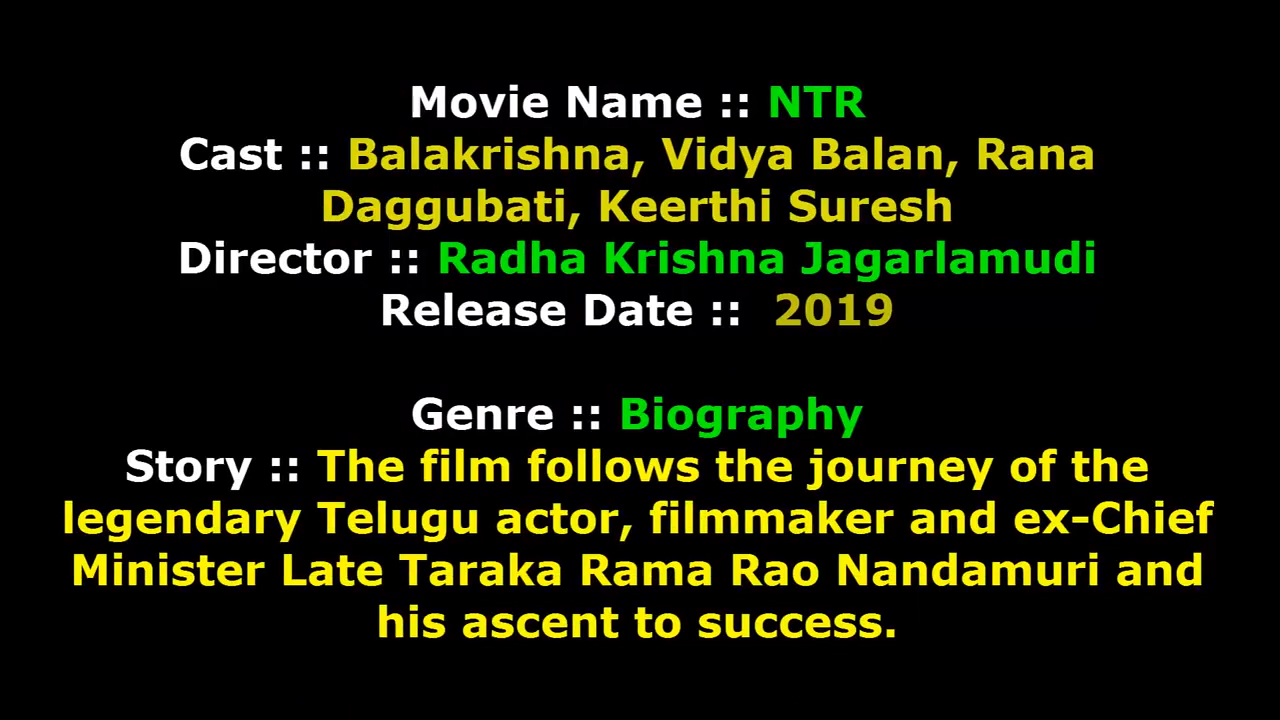 Movie Name :: NTR
Cast :: Balakrishna, Vidya Balan, Rana
Daggubati, Keerthi Suresh
Director :: Radha Krishna Jagarlamudi
Release Date :: 2019
Genre :: Biography
Story :: The film follows the journey of the
legendary Telugu actor, filmmaker and ex-Chief
Minister Late Taraka Rama Rao Nandamuri and
his ascent to success.